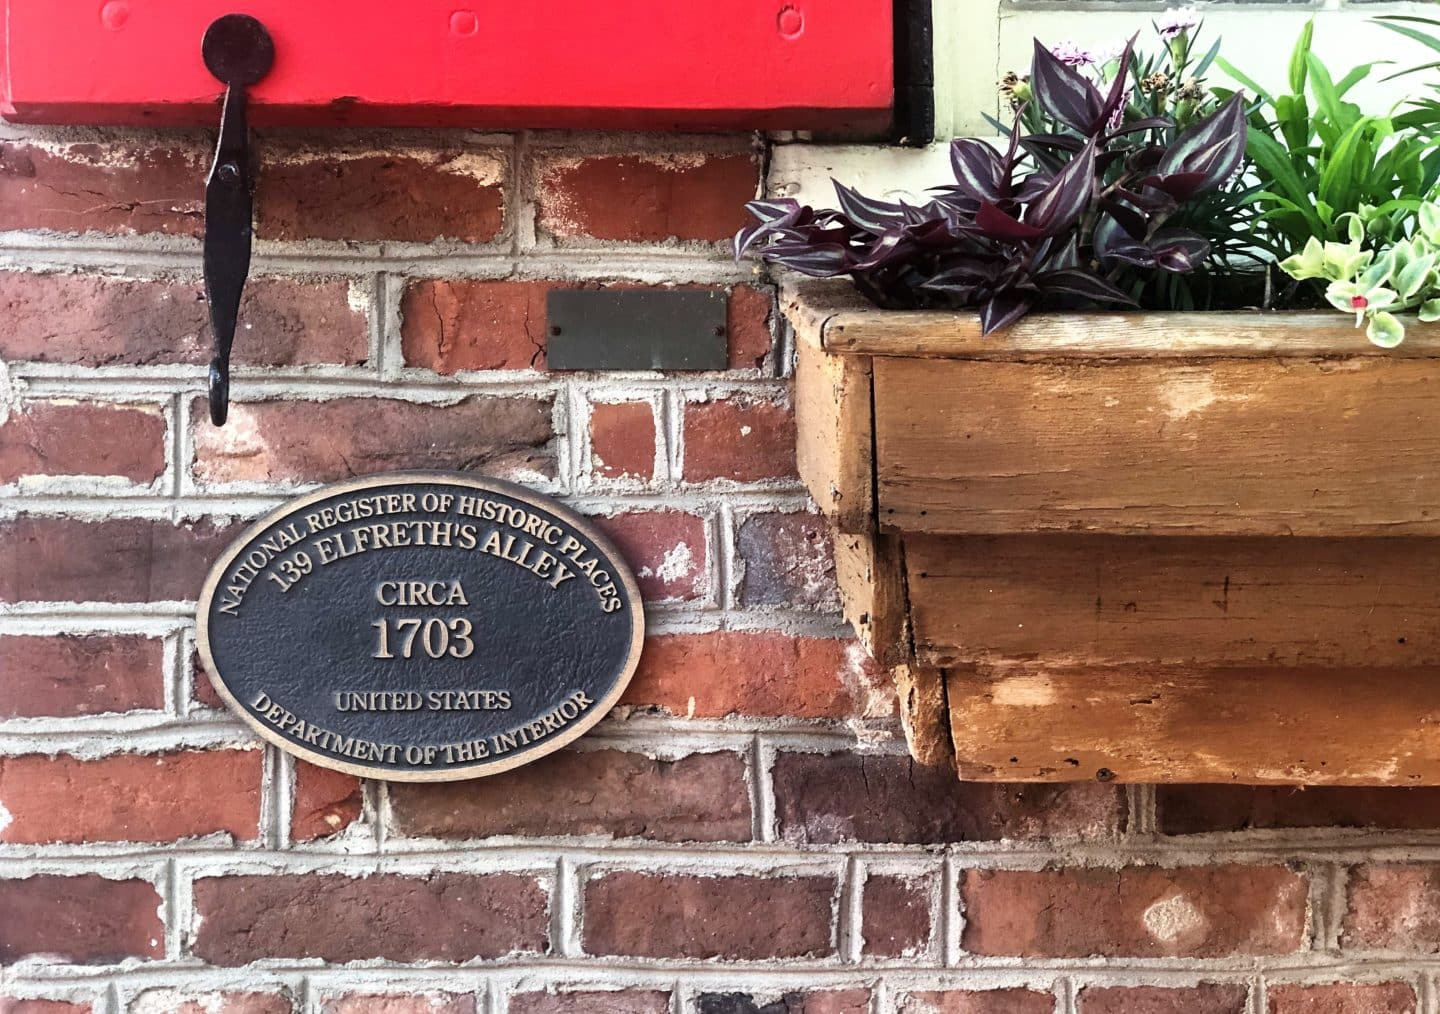 NATIONAL REGISTER OF HISTORIC PLACES
139 ELFRETH'S ALLEY
CIRCA
1703
UNITED STATES
DEPARTMENT OF THE INTERIOR